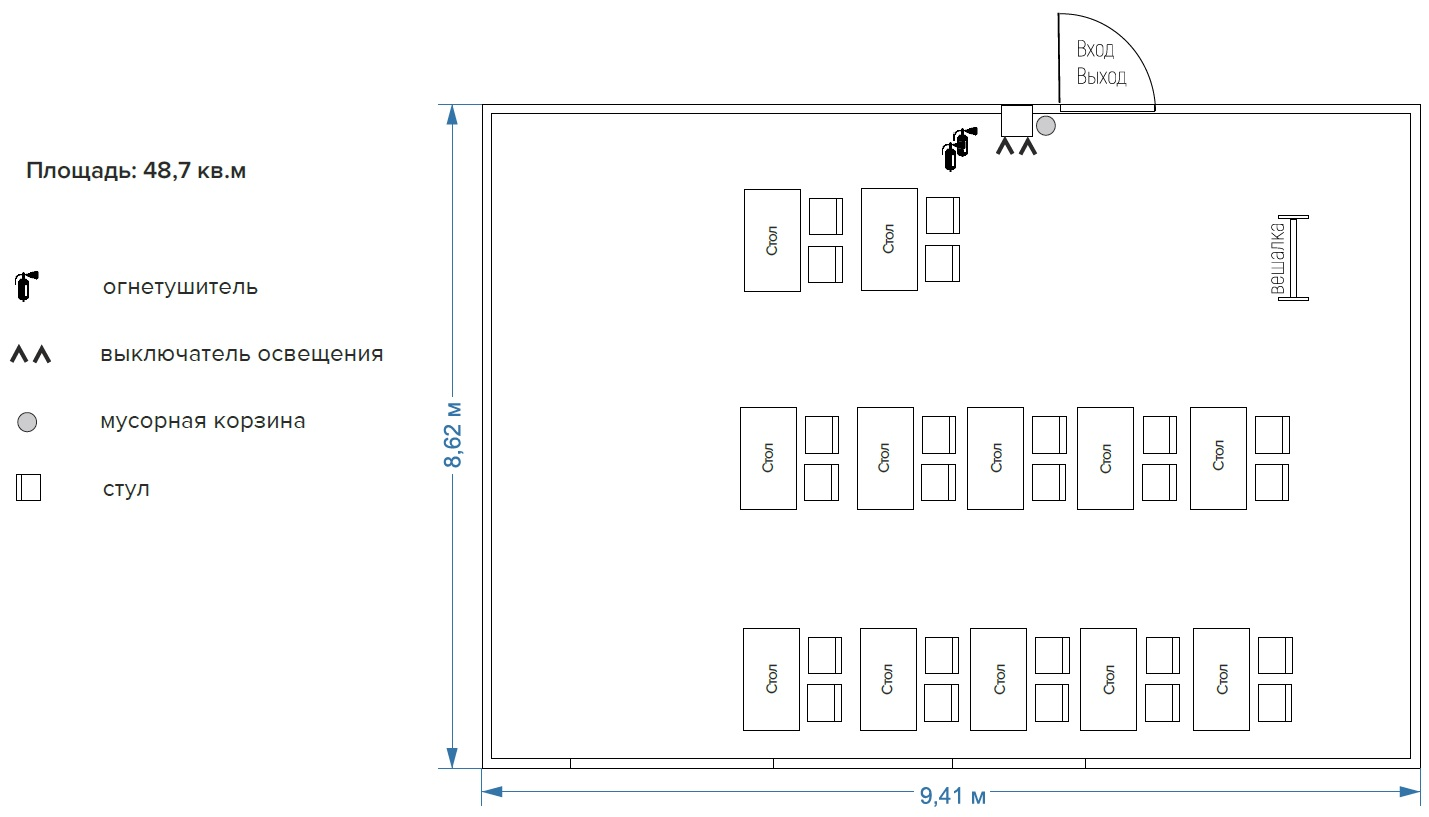 Вход
Выход
Площадь: 48,7 кв.м
огнетушитель
выключатель освещения
мусорная корзина
стул
8,62 м
Стол
Стол
вешалка
Стол
Стол
Стол
Стол
Стол
Стол
Стол
Стол
Стол
Стол
9,41 м